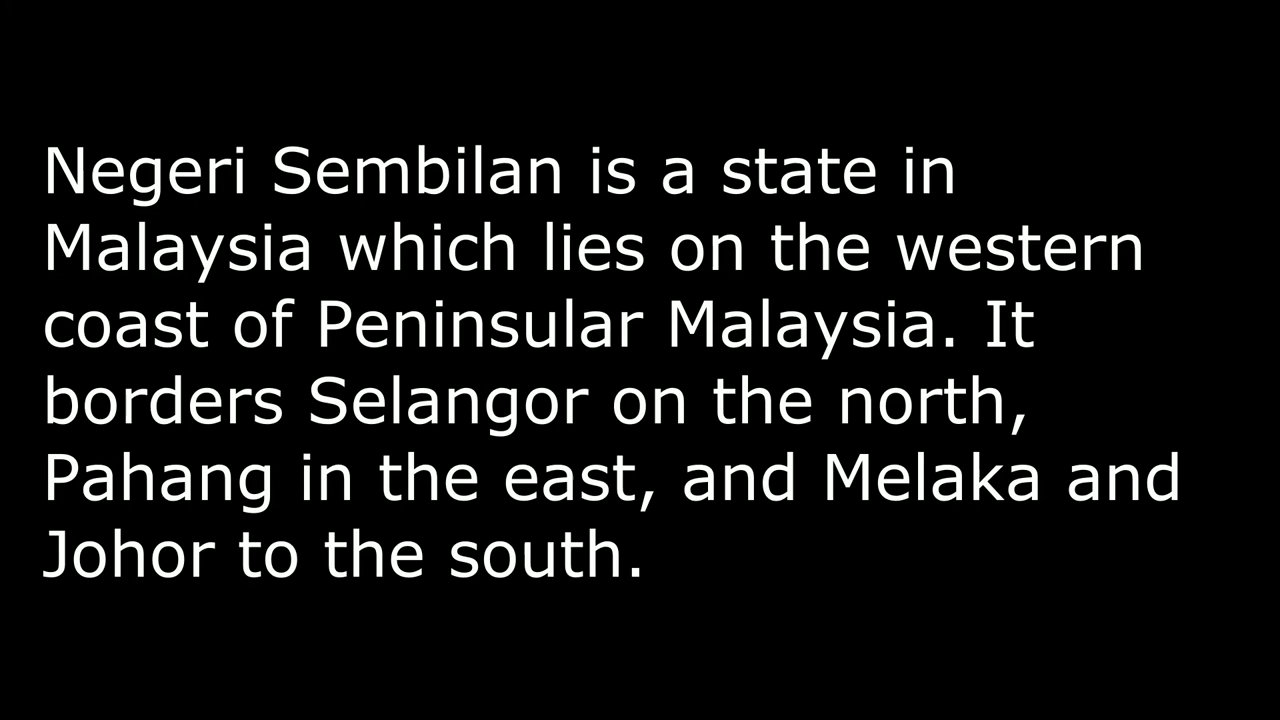 Negeri Sembilan is a state in
Malaysia which lies on the western
coast of Peninsular Malaysia. It
borders Selangor on the north,
Pahang in the east, and Melaka and
Johor to the south.